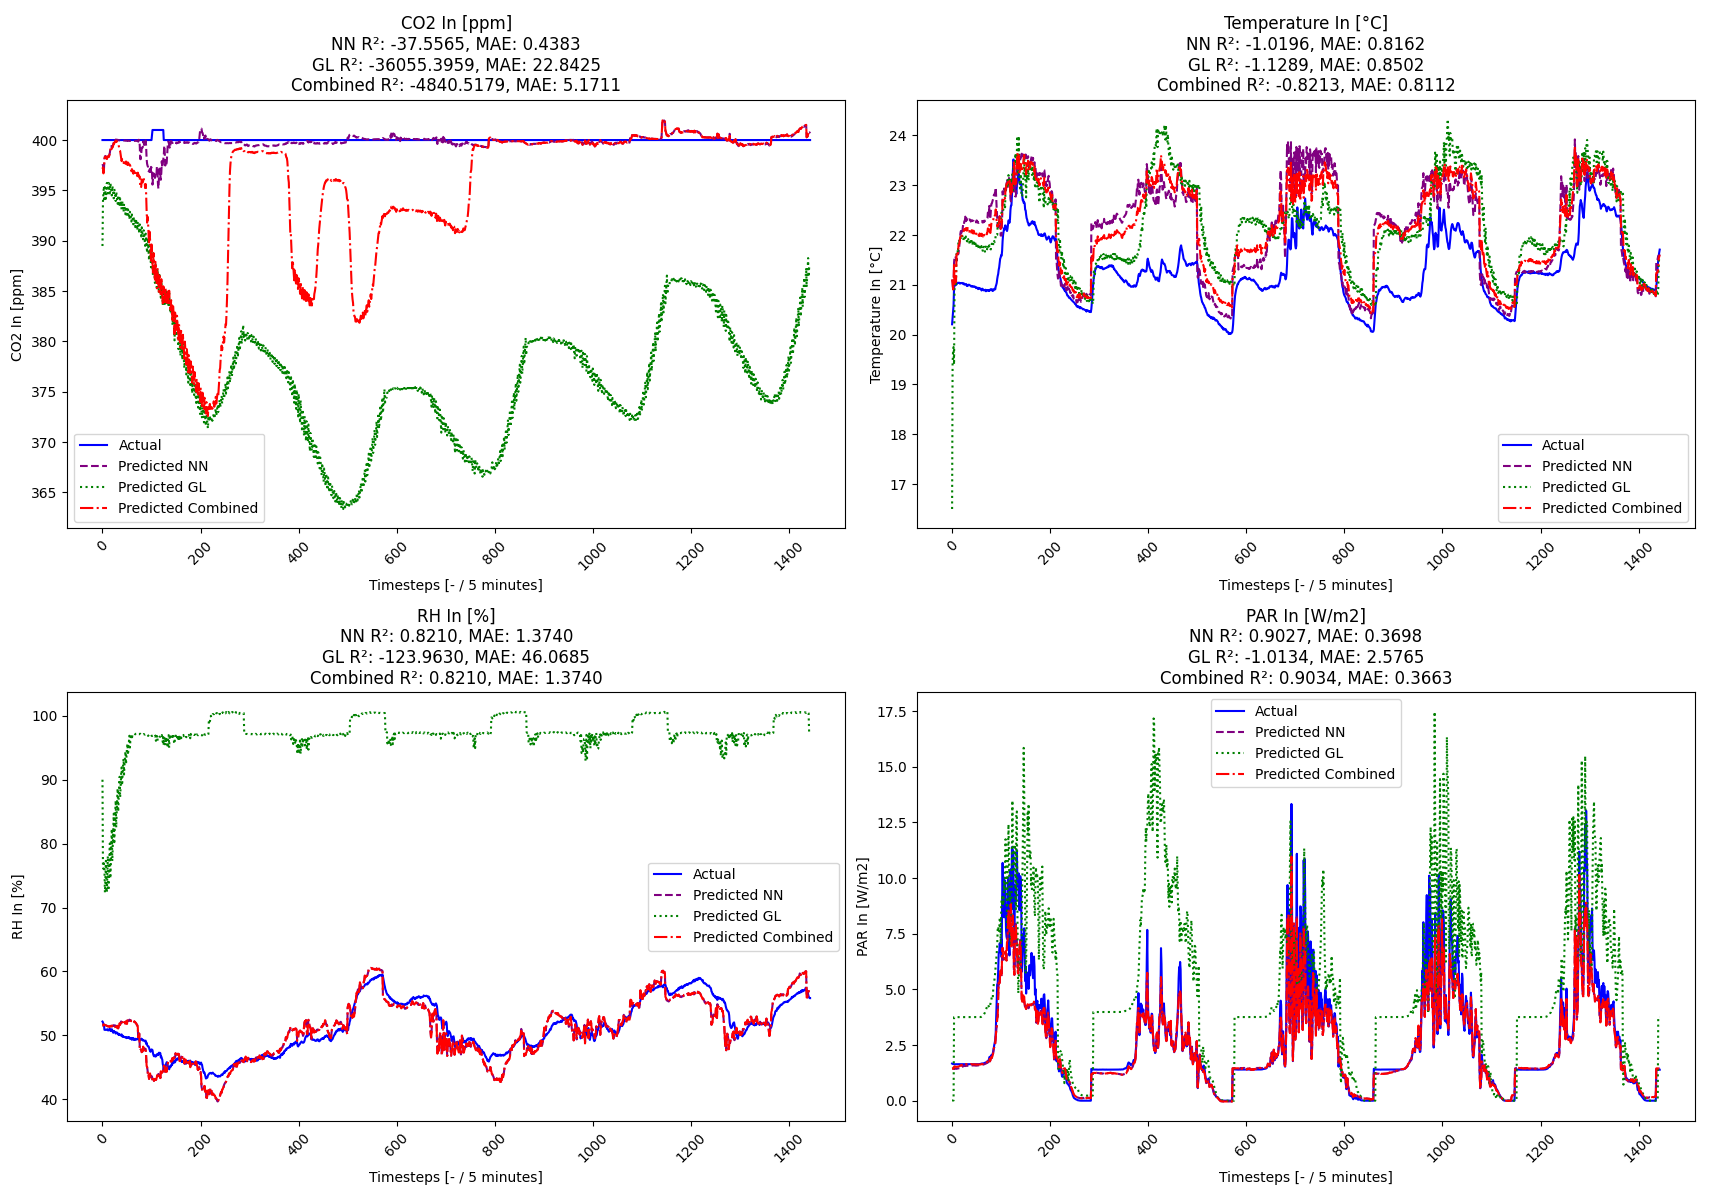 CO2 In [ppm]
NN R²: -37.5565, MAE: 0.4383
GL R²: -36055.3959, MAE: 22.8425
Combined R²: -4840.5179, MAE: 5.1711
CO2 In [ppm]
400
395
390
385
380
375
370
365
Actual
Predicted NN
Predicted GL
Predicted Combined
0
200
400
600
800
1000
1200
1400
Timesteps [- / 5 minutes]
Temperature In [°C]
NN R²: -1.0196, MAE: 0.8162
GL R²: -1.1289, MAE: 0.8502
Combined R²: -0.8213, MAE: 0.8112
Temperature In [°C]
24
23
22
21
20
19
18
17
Actual
Predicted NN
Predicted GL
Predicted Combined
0
200
400
600
800
1000
1200
1400
Timesteps [- / 5 minutes]
RH In [%]
NN R²: 0.8210, MAE: 1.3740
GL R²: -123.9630, MAE: 46.0685
Combined R²: 0.8210, MAE: 1.3740
RH In [%]
100
90
80
70
60
50
40
Actual
Predicted NN
Predicted GL
Predicted Combined
0
200
400
600
800
1000
1200
1400
Timesteps [- / 5 minutes]
PAR In [W/m2]
NN R²: 0.9027, MAE: 0.3698
GL R²: -1.0134, MAE: 2.5765
Combined R²: 0.9034, MAE: 0.3663
PAR In [W/m2]
17.5
15.0
12.5
10.0
7.5
5.0
2.5
0.0
Actual
Predicted NN
Predicted GL
Predicted Combined
0
200
400
600
800
1000
1200
1400
Timesteps [- / 5 minutes]